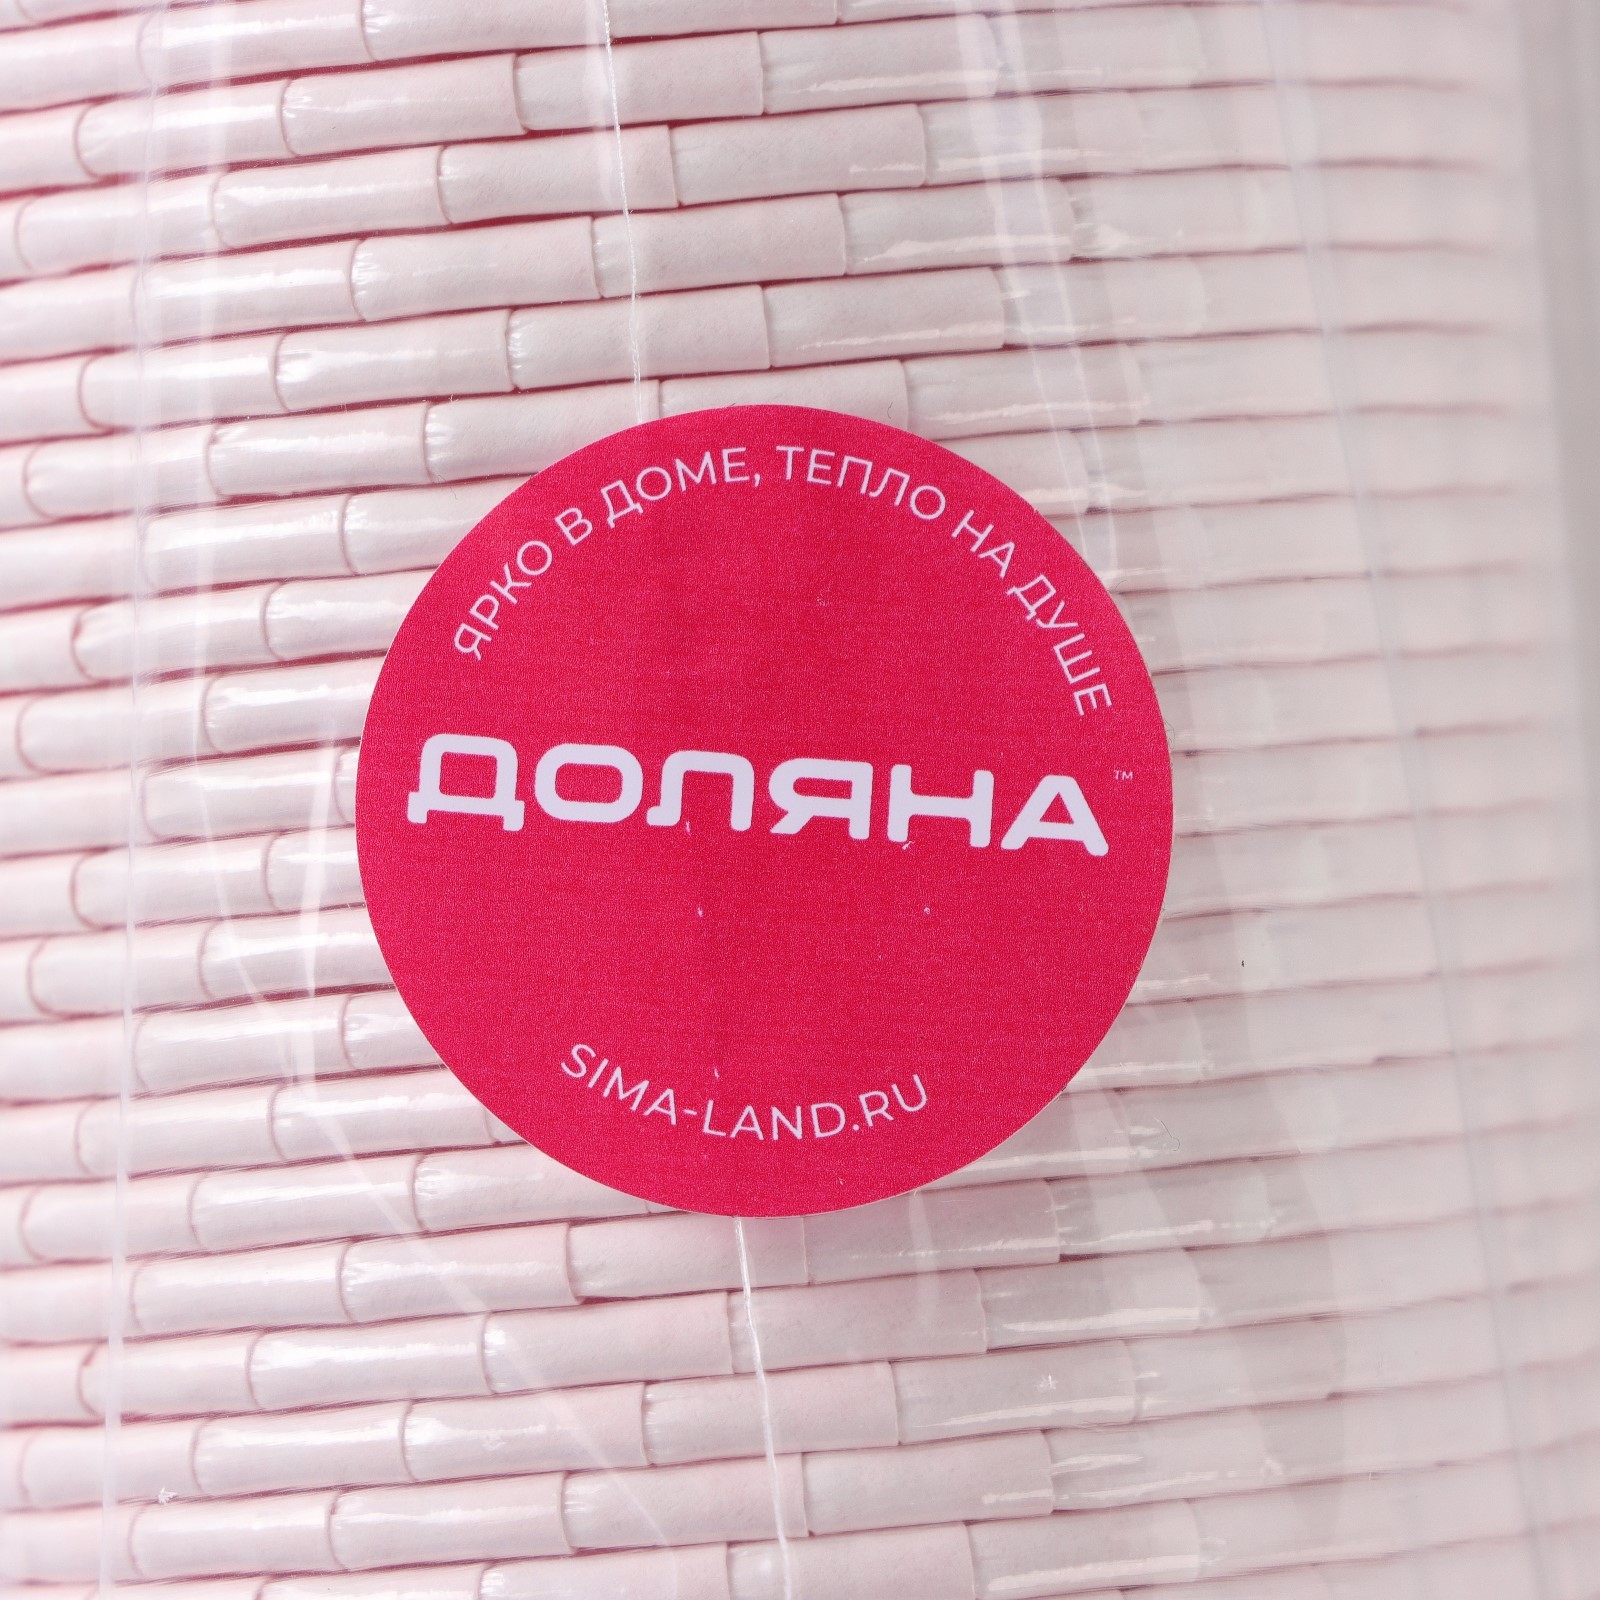 ЯРКО В ДОМЕ, ТЕПЛО НА ДУШЕ
ДОЛЯНА™
SIMA-LAND.RU